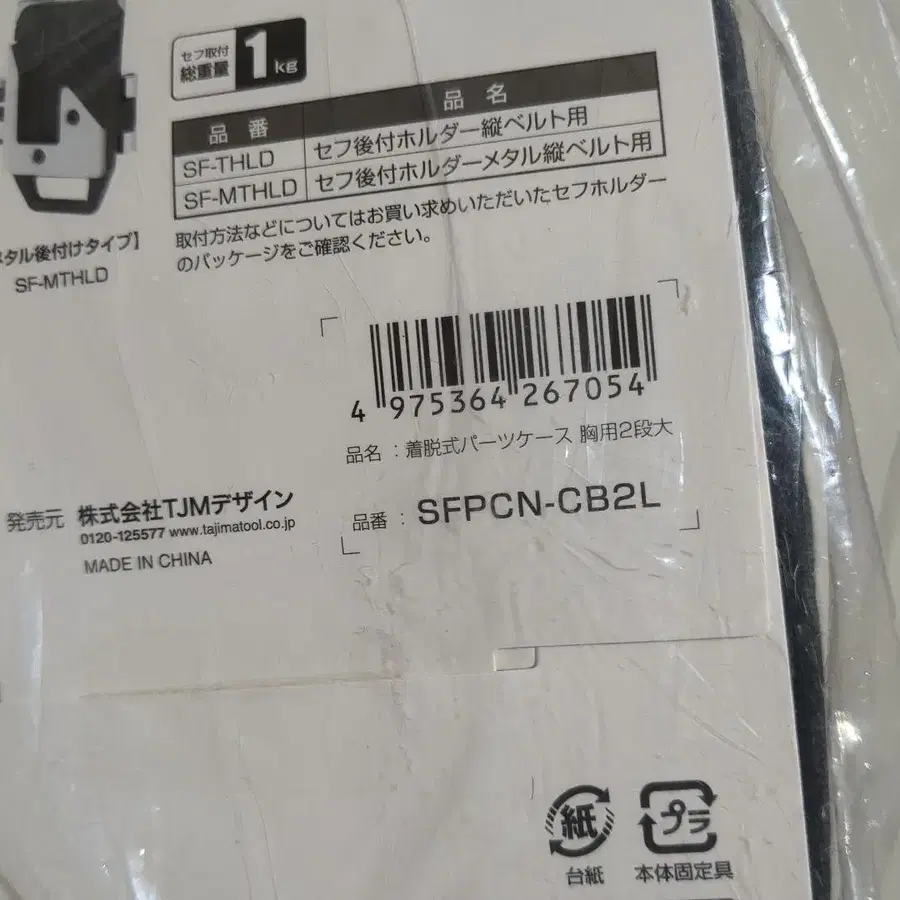 セフ取付
総重量 1kg
品番 品名
SF-THLD セフ後付ホルダー縦ベルト用
SF-MTHLD セフ後付ホルダーメタル縦ベルト用
取付方法などについてはお買い求めいただいたセフホルダー
のパッケージをご確認ください。
タル後付けタイプ】
SF-MTHLD
4 975364 267054
品名 : 着脱式パーツケース 胸用2段大
品番 : SFPCN-CB2L
発売元 株式会社TJMデザイン
0120-125577 www.tajimatool.co.jp
MADE IN CHINA
紙 プラ
台紙 本体固定具